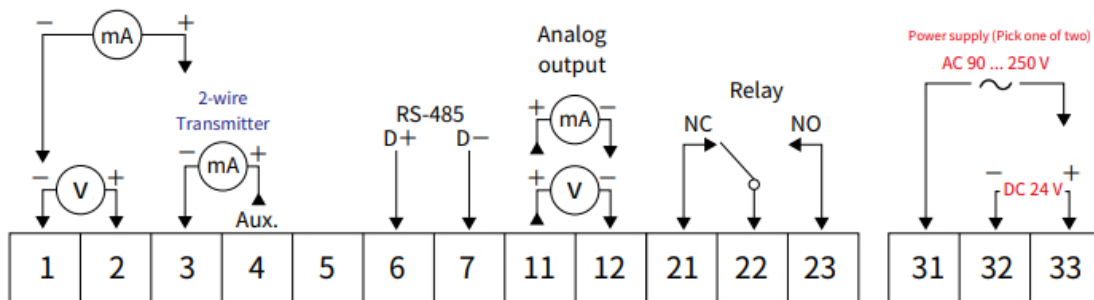 − mA +
2-wire
Transmitter
− mA +
− V +
Aux.
RS-485
D+ D−
Analog
output
+ mA −
+ V −
Relay
NC NO
Power supply (Pick one of two)
AC 90 ... 250 V
− +
DC 24 V
1 2 3 4 5 6 7 11 12 21 22 23 31 32 33